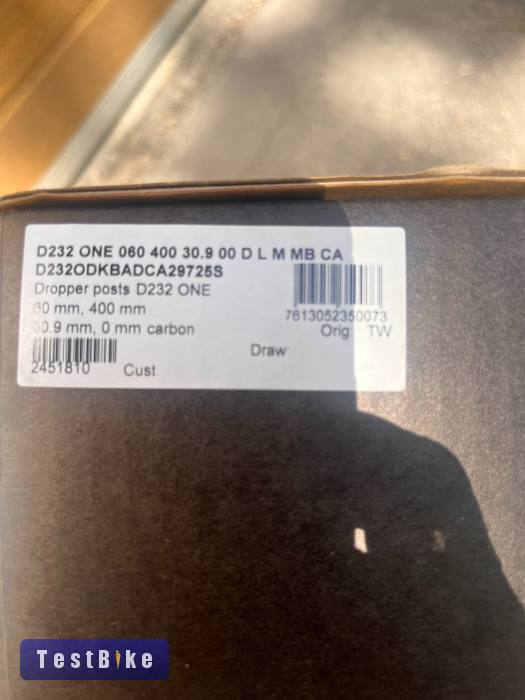 D232 ONE 060 400 30.9 00 D L M MB CA
D232ODKBADCA29725S
Dropper posts D232 ONE
60 mm, 400 mm
30.9 mm, 0 mm carbon
7613052350073
Orig: TW
Draw
2451810
Cust
TestBike